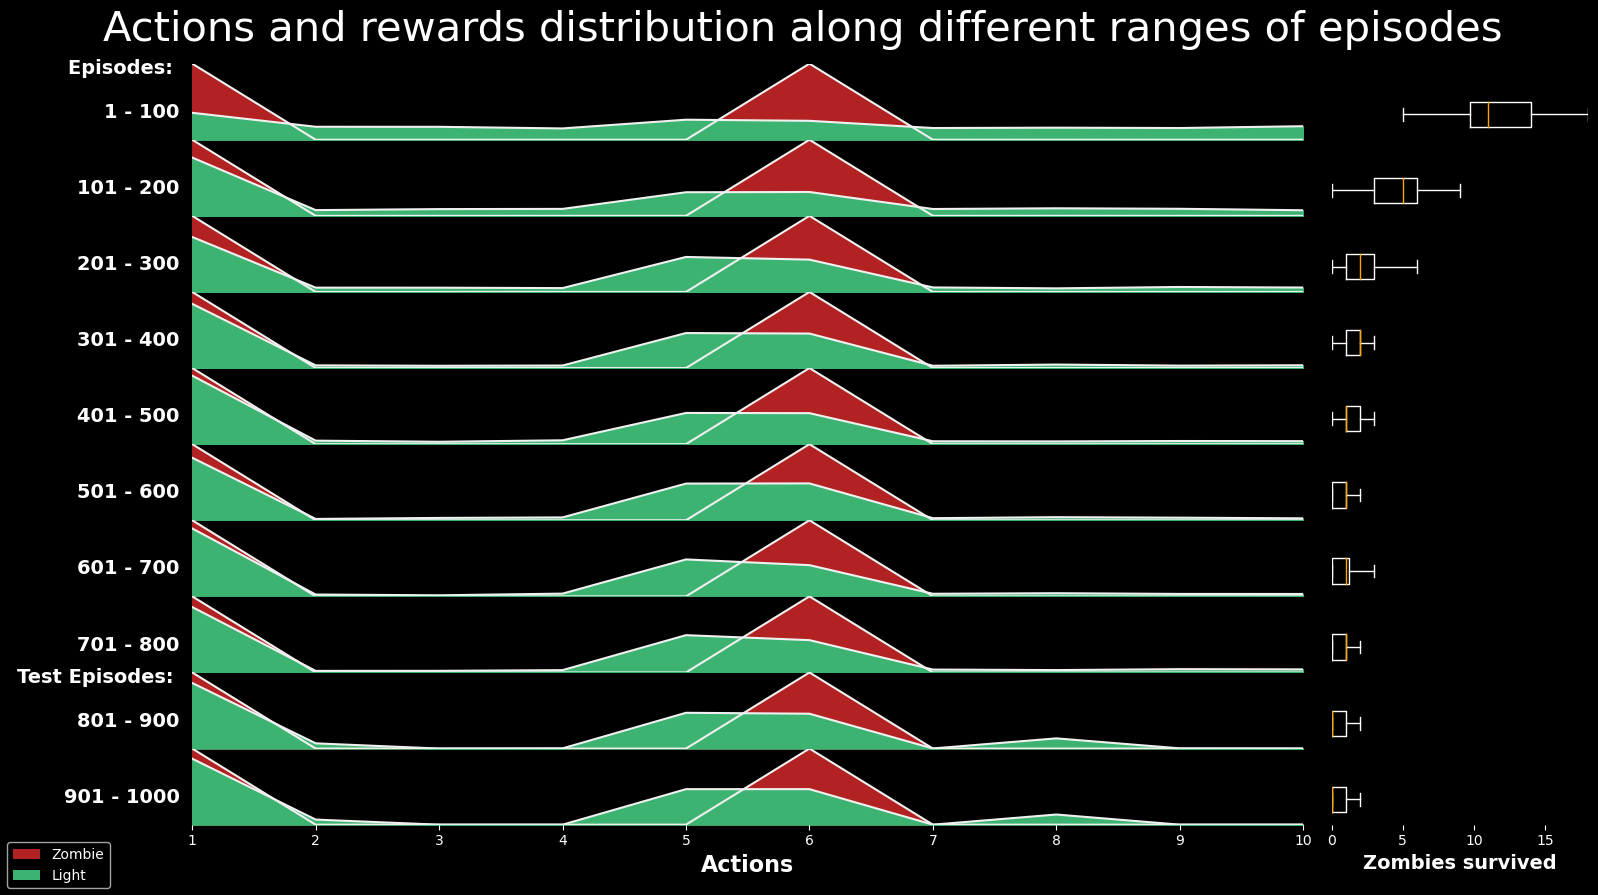 Actions and rewards distribution along different ranges of episodes
Episodes:
1 - 100
101 - 200
201 - 300
301 - 400
401 - 500
501 - 600
601 - 700
701 - 800
Test Episodes:
801 - 900
901 - 1000
1 2 3 4 5 6 7 8 9 10
Actions
0 5 10 15
Zombies survived
Zombie
Light